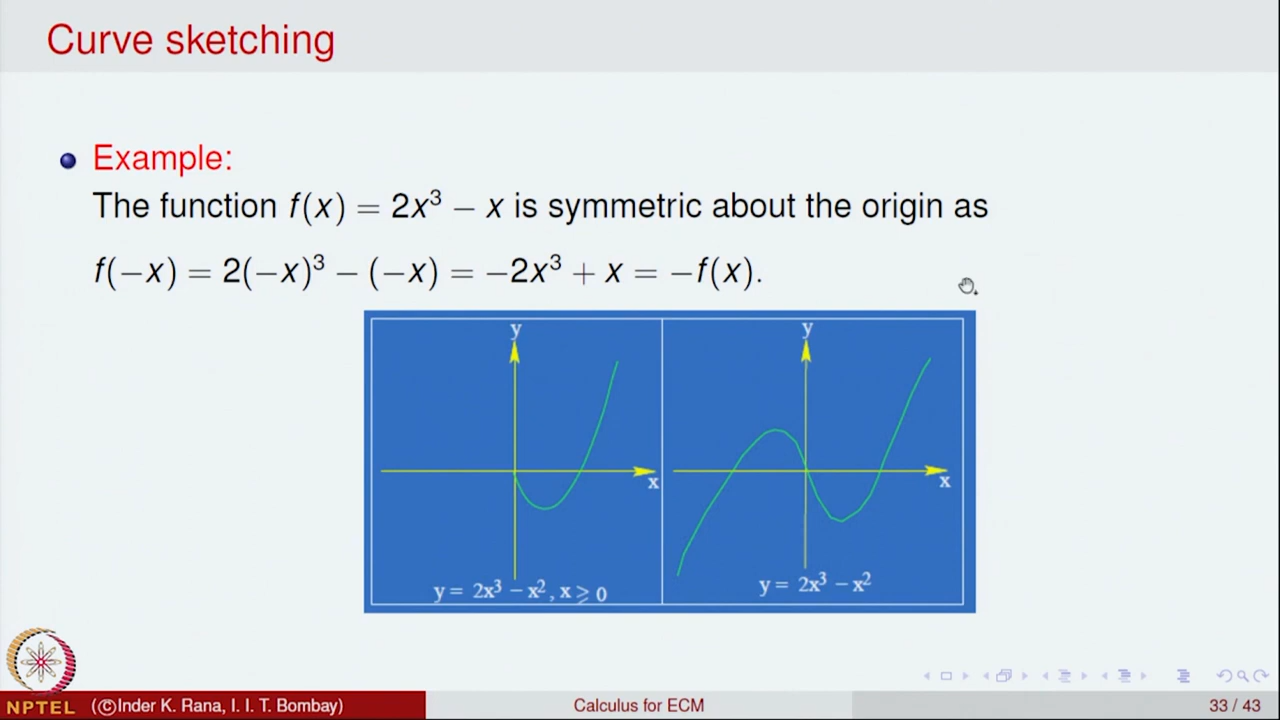 Curve sketching
Example:
The function f(x) = 2x³ − x is symmetric about the origin as
f(−x) = 2(−x)³ − (−x) = −2x³ + x = −f(x).
y
x
y = 2x³ − x², x ⩾ 0
y
x
y = 2x³ − x²
NPTEL
(©Inder K. Rana, I. I. T. Bombay)
Calculus for ECM
33 / 43